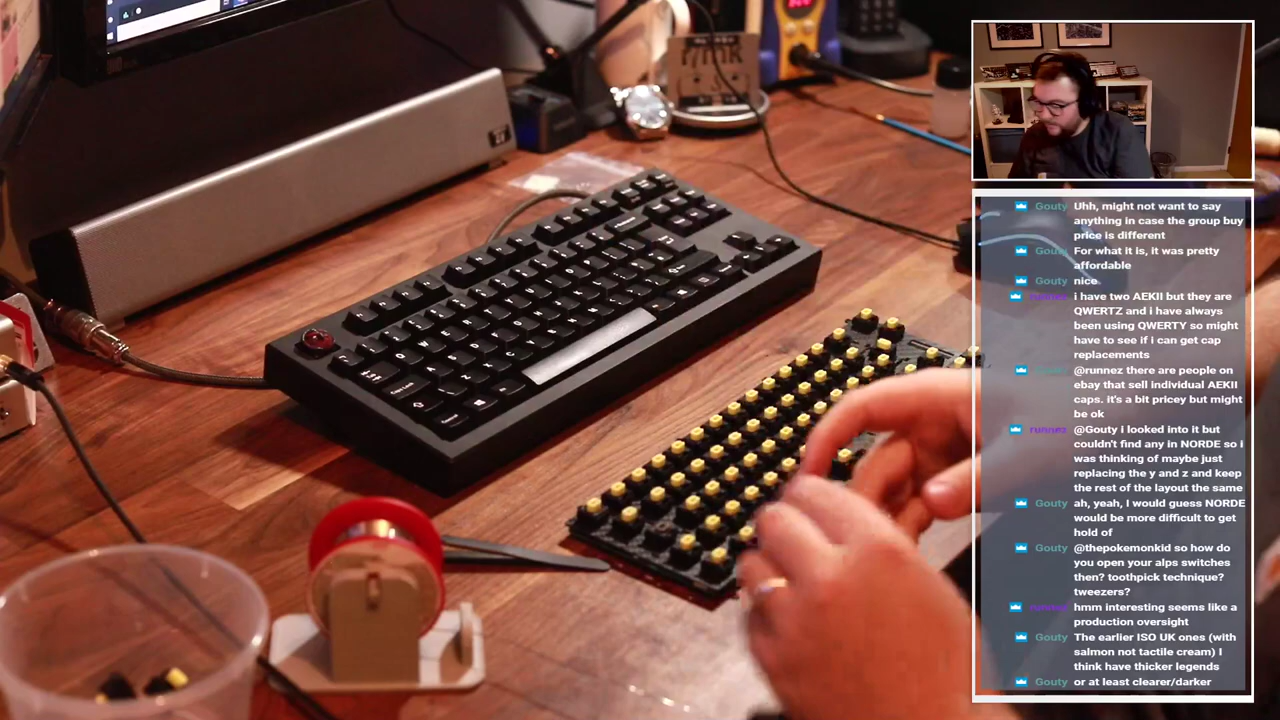 Gouty Uhh, might not want to say
anything in case the group buy
price is different
Gouty For what it is, it was pretty
affordable
Gouty nice
runnez i have two AEKII but they are
QWERTZ and i have always
been using QWERTY so might
have to see if i can get cap
replacements
Gouty @runnez there are people on
ebay that sell individual AEKII
caps. it's a bit pricey but might
be ok
runnez @Gouty i looked into it but
couldn't find any in NORDE so i
was thinking of maybe just
replacing the y and z and keep
the rest of the layout the same
Gouty ah, yeah, I would guess NORDE
would be more difficult to get
hold of
Gouty @thepokemonkid so how do
you open your alps switches
then? toothpick technique?
tweezers?
runnez hmm interesting seems like a
production oversight
Gouty The earlier ISO UK ones (with
salmon not tactile cream) I
think have thicker legends
Gouty or at least clearer/darker